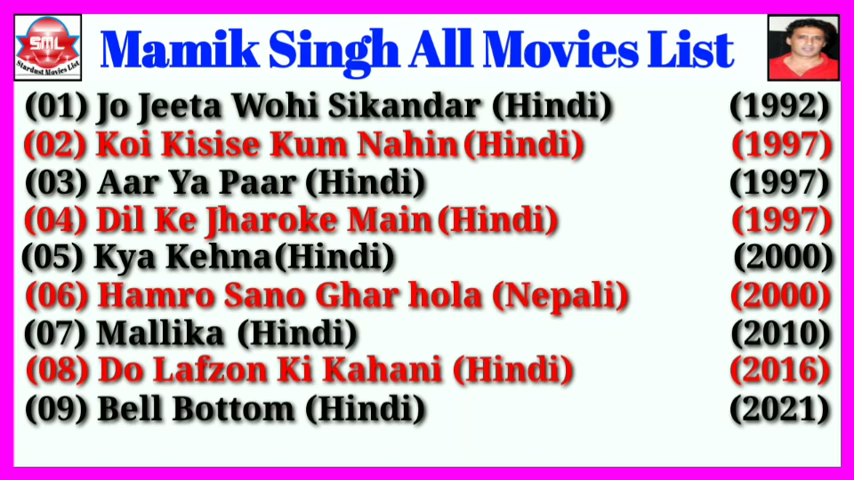 SML
Stardust Movies List
Mamik Singh All Movies List
(01) Jo Jeeta Wohi Sikandar (Hindi) (1992)
(02) Koi Kisise Kum Nahin (Hindi) (1997)
(03) Aar Ya Paar (Hindi) (1997)
(04) Dil Ke Jharoke Main (Hindi) (1997)
(05) Kya Kehna(Hindi) (2000)
(06) Hamro Sano Ghar hola (Nepali) (2000)
(07) Mallika (Hindi) (2010)
(08) Do Lafzon Ki Kahani (Hindi) (2016)
(09) Bell Bottom (Hindi) (2021)